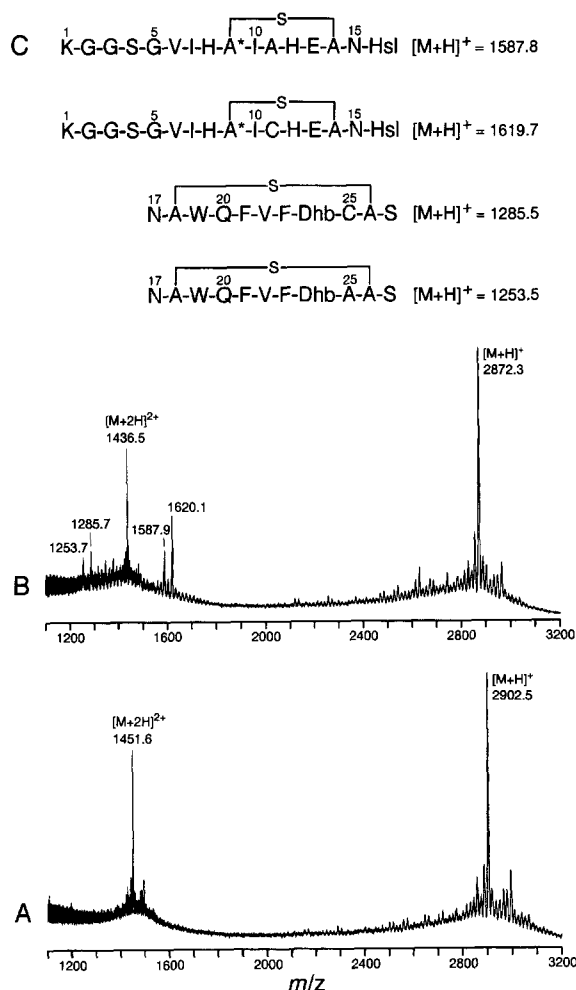 C
S
1 5 10 15
K-G-G-S-G-V-I-H-A*-I-A-H-E-A-N-Hsl [M+H]+ = 1587.8
S
1 5 10 15
K-G-G-S-G-V-I-H-A*-I-C-H-E-A-N-Hsl [M+H]+ = 1619.7
S
17 20 25
N-A-W-Q-F-V-F-Dhb-C-A-S [M+H]+ = 1285.5
S
17 20 25
N-A-W-Q-F-V-F-Dhb-A-A-S [M+H]+ = 1253.5
[M+H]+
2872.3
[M+2H]2+
1436.5
1620.1
1285.7 1587.9
1253.7
B
1200 1600 2000 2400 2800 3200
[M+H]+
2902.5
[M+2H]2+
1451.6
A
1200 1600 2000 2400 2800 3200
m/z